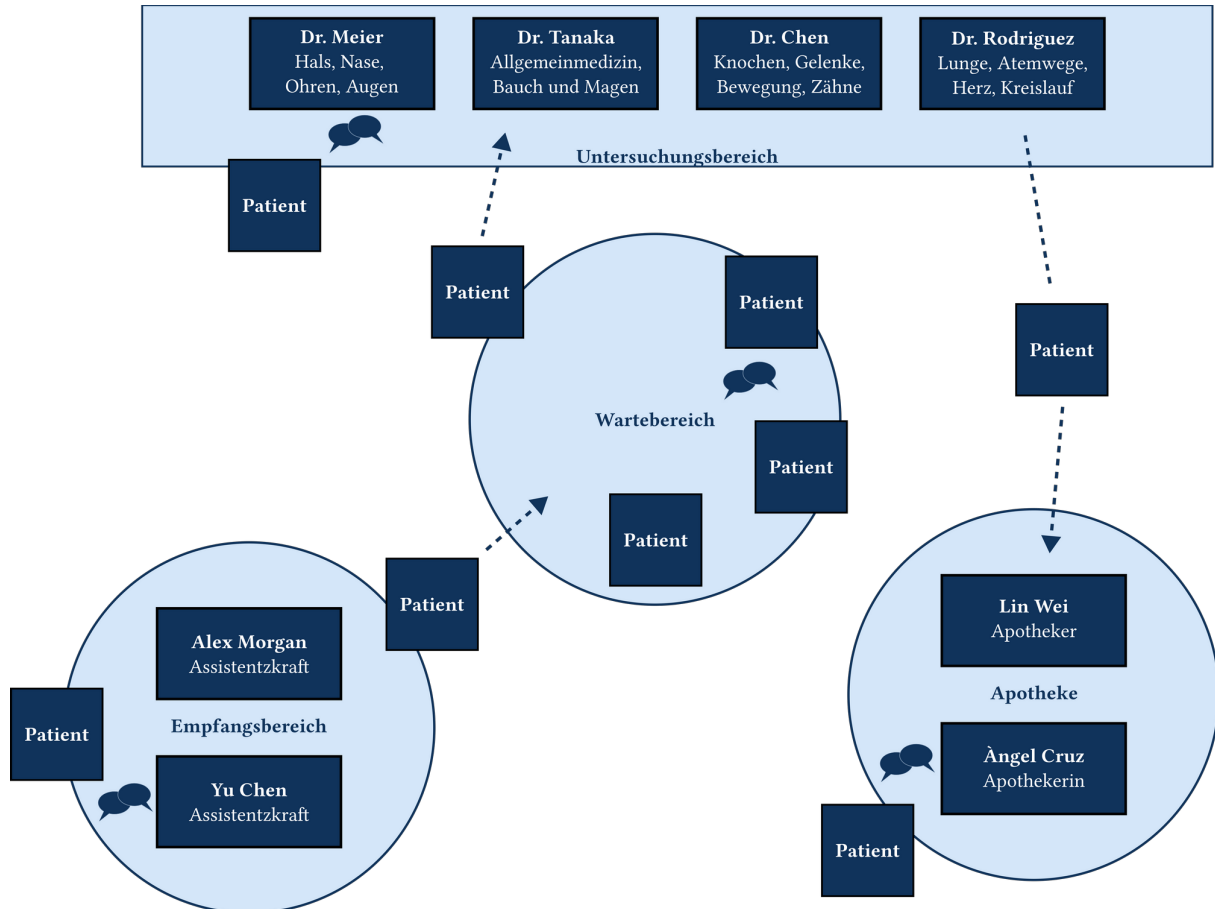 Dr. Meier
Hals, Nase,
Ohren, Augen
Dr. Tanaka
Allgemeinmedizin,
Bauch und Magen
Dr. Chen
Knochen, Gelenke,
Bewegung, Zähne
Dr. Rodriguez
Lunge, Atemwege,
Herz, Kreislauf
Untersuchungsbereich
Patient
Patient
Patient
Patient
Wartebereich
Patient
Patient
Patient
Alex Morgan
Assistentzkraft
Empfangsbereich
Patient
Yu Chen
Assistentzkraft
Lin Wei
Apotheker
Apotheke
Àngel Cruz
Apothekerin
Patient